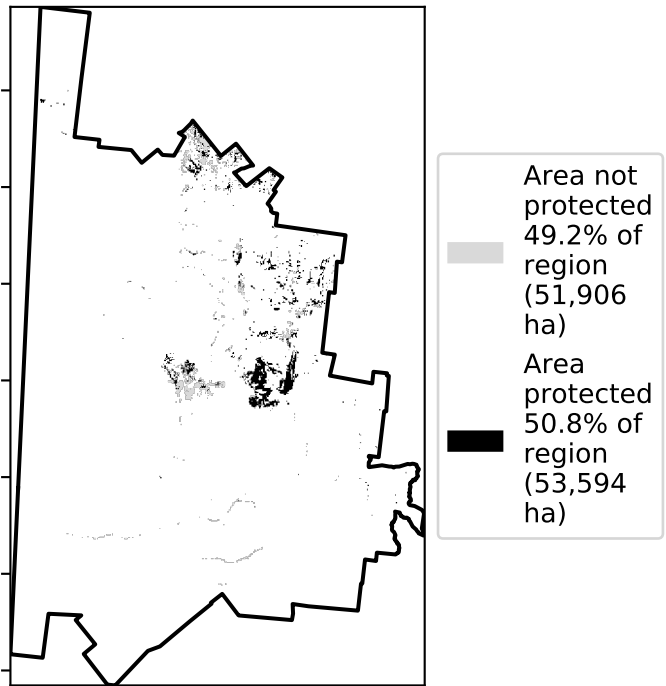 Area not
protected
49.2% of
region
(51,906
ha)
Area
protected
50.8% of
region
(53,594
ha)